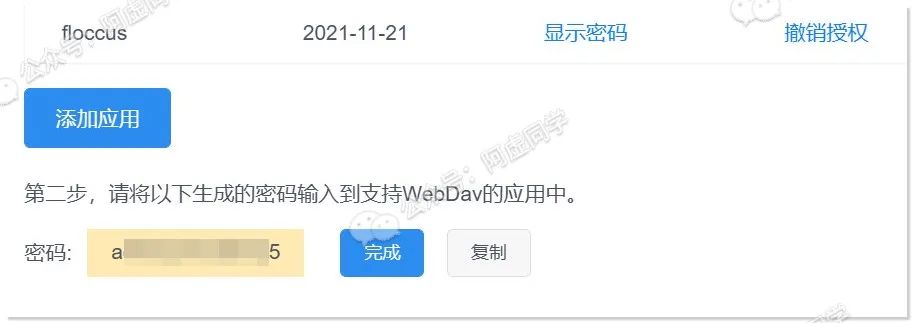 floccus 2021-11-21 显示密码 撤销授权
公众号：阿虚同学
添加应用
公众号：阿虚同学
第二步，请将以下生成的密码输入到支持WebDav的应用中。
密码: a 5 完成 复制